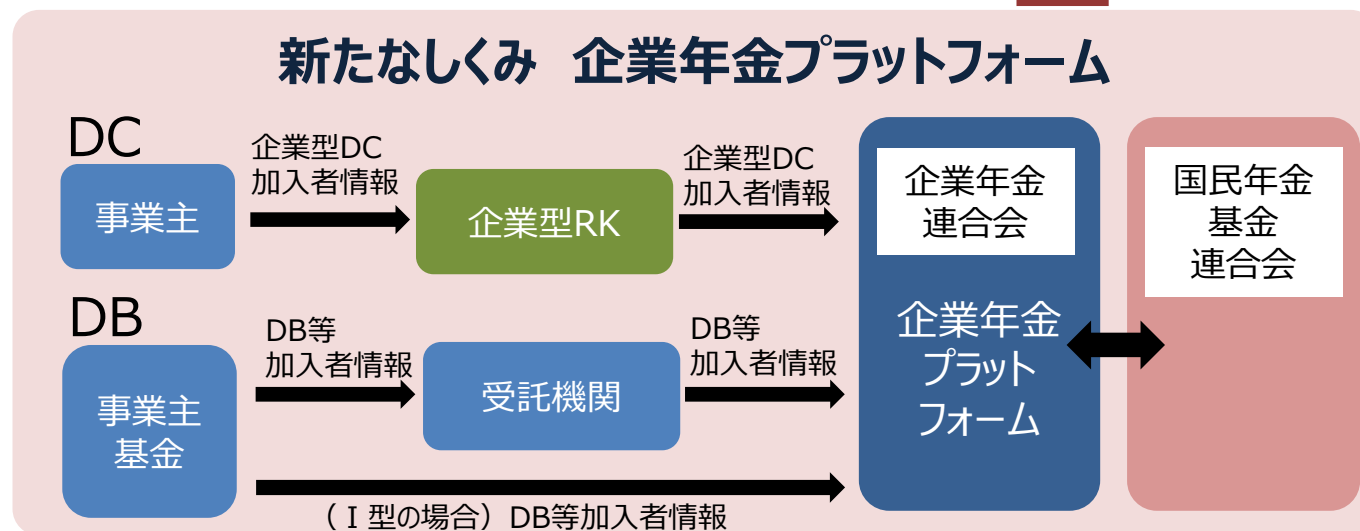 新たなしくみ 企業年金プラットフォーム
DC
事業主
企業型DC
加入者情報
企業型RK
企業型DC
加入者情報
DB
事業主
基金
DB等
加入者情報
受託機関
DB等
加入者情報
(Ⅰ型の場合)DB等加入者情報
企業年金
連合会
企業年金
プラット
フォーム
国民年金
基金
連合会